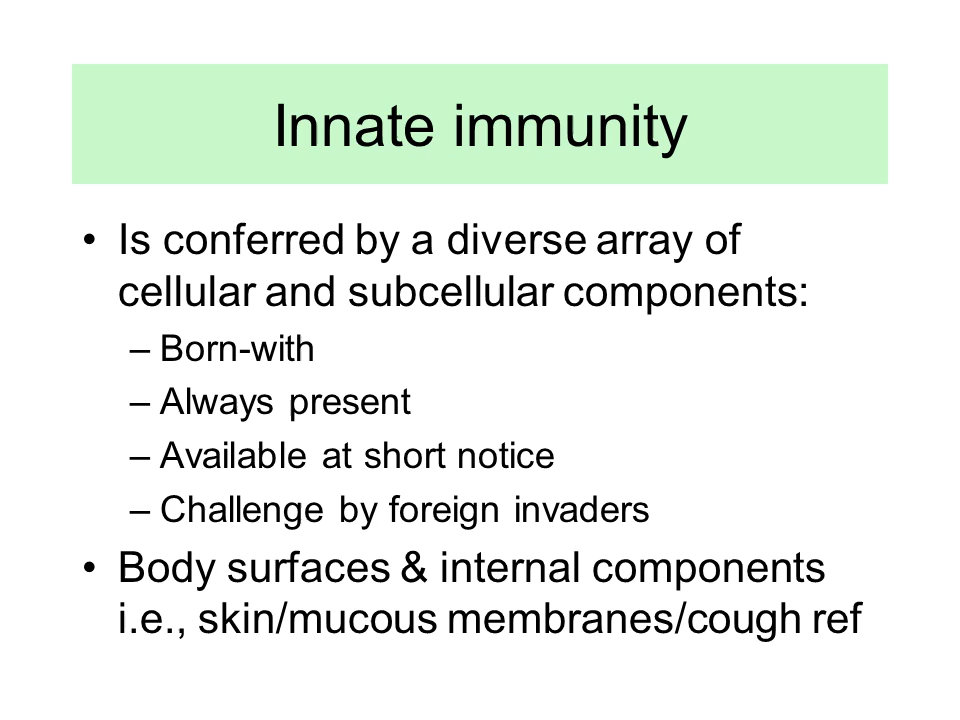 Innate immunity
• Is conferred by a diverse array of
cellular and subcellular components:
– Born-with
– Always present
– Available at short notice
– Challenge by foreign invaders
• Body surfaces & internal components
i.e., skin/mucous membranes/cough ref